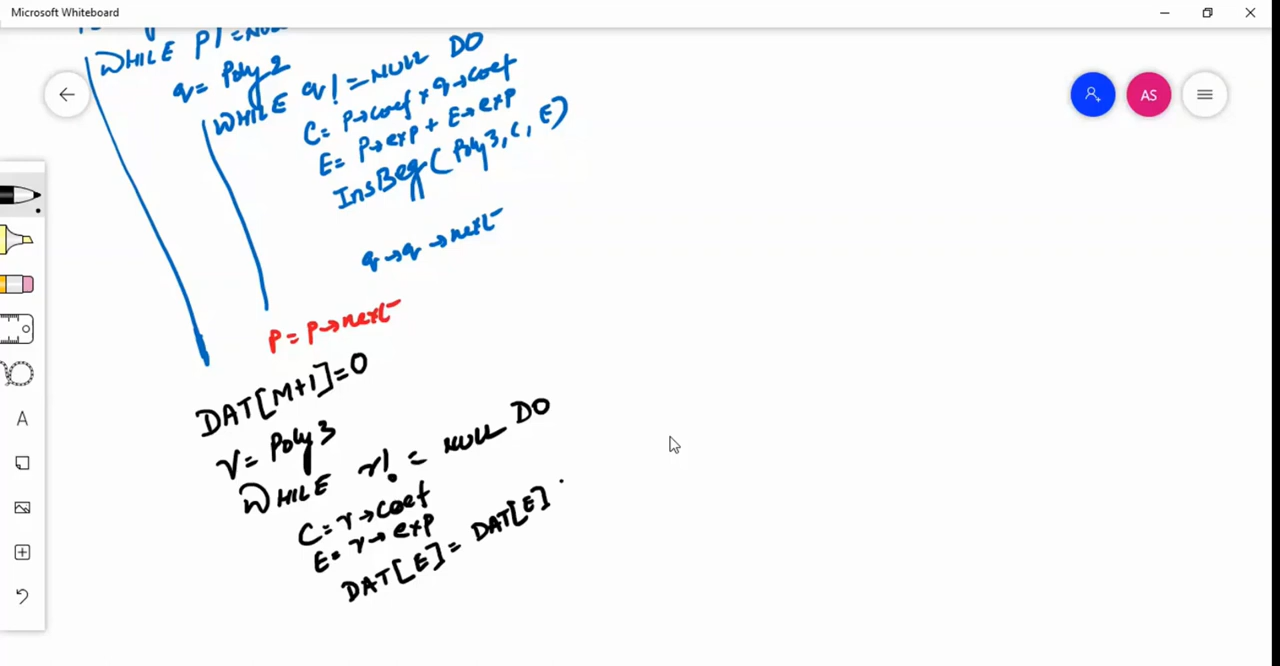 Microsoft Whiteboard
WHILE P!=NULL DO
q= Poly2
WHILE q!=NULL DO
C= P→coef * q→coef
E= P→exp + E→exp
InsBeg(Poly3, C, E)
q→q→next
P=P→next
DAT[M+1]=0
r= Poly3
WHILE r!= NULL DO
C=r→coef
E=r→exp
DAT[E]= DAT[E]
AS
A